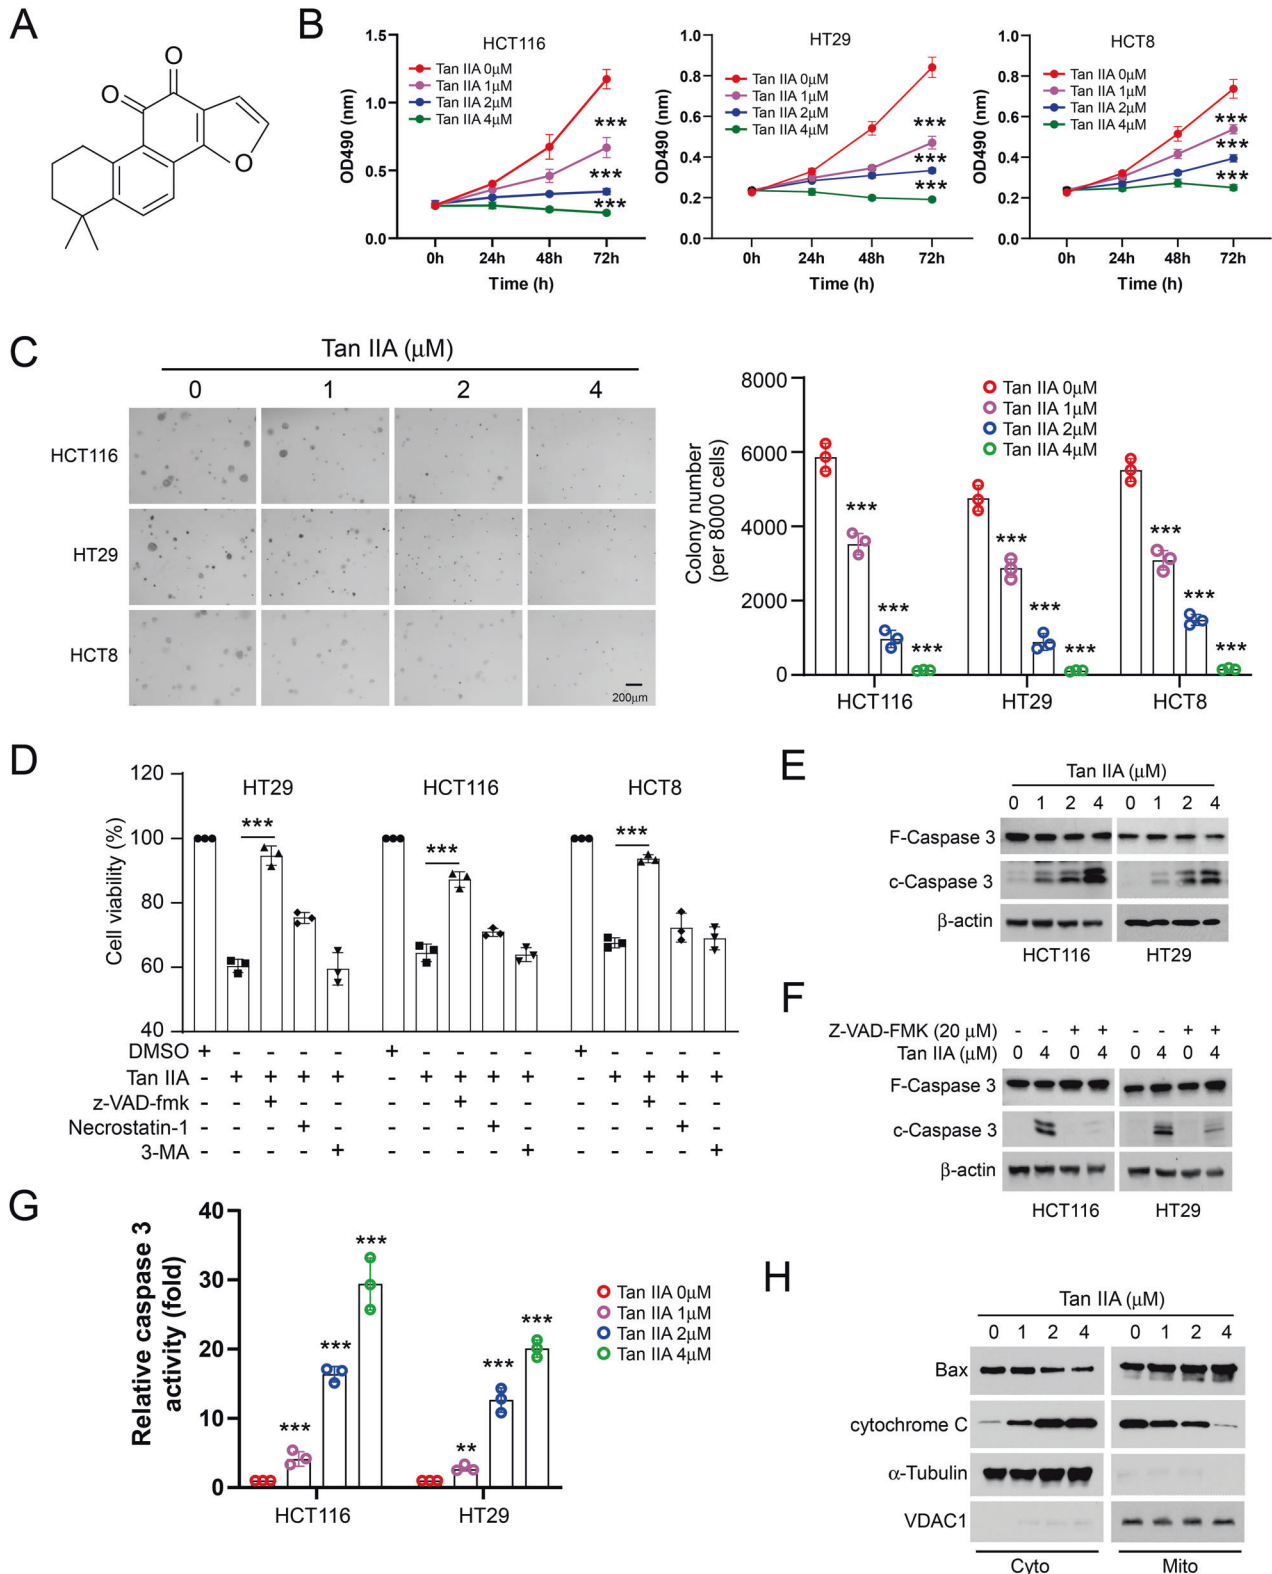 A
O
O
O
B
HCT116
Tan IIA 0μM
Tan IIA 1μM
Tan IIA 2μM
Tan IIA 4μM
OD490 (nm)
1.5
1.0
0.5
0.0
***
***
***
0h 24h 48h 72h
Time (h)
HT29
Tan IIA 0μM
Tan IIA 1μM
Tan IIA 2μM
Tan IIA 4μM
OD490 (nm)
1.0
0.8
0.6
0.4
0.2
0.0
***
***
***
0h 24h 48h 72h
Time (h)
HCT8
Tan IIA 0μM
Tan IIA 1μM
Tan IIA 2μM
Tan IIA 4μM
OD490 (nm)
1.0
0.8
0.6
0.4
0.2
0.0
***
***
***
0h 24h 48h 72h
Time (h)
C
Tan IIA (μM)
0 1 2 4
HCT116
HT29
HCT8
200μm
Colony number
(per 8000 cells)
8000
6000
4000
2000
0
Tan IIA 0μM
Tan IIA 1μM
Tan IIA 2μM
Tan IIA 4μM
*** *** ***
*** *** ***
*** *** ***
HCT116 HT29 HCT8
D
Cell viability (%)
120
100
80
60
40
HT29 HCT116 HCT8
*** *** ***
DMSO + - - - - + - - - - + - - - -
Tan IIA - + + + + - + + + + - + + + +
z-VAD-fmk - - + - - - - + - - - - + - -
Necrostatin-1 - - - + - - - - + - - - - + -
3-MA - - - - + - - - - + - - - - +
E
Tan IIA (μM)
0 1 2 4 0 1 2 4
F-Caspase 3
c-Caspase 3
β-actin
HCT116 HT29
F
Z-VAD-FMK (20 μM) - - + + - - + +
Tan IIA (μM) 0 4 0 4 0 4 0 4
F-Caspase 3
c-Caspase 3
β-actin
HCT116 HT29
G
Relative caspase 3
activity (fold)
40
30
20
10
0
*** *** ***
** *** ***
HCT116 HT29
Tan IIA 0μM
Tan IIA 1μM
Tan IIA 2μM
Tan IIA 4μM
H
Tan IIA (μM)
0 1 2 4 0 1 2 4
Bax
cytochrome C
α-Tubulin
VDAC1
Cyto Mito